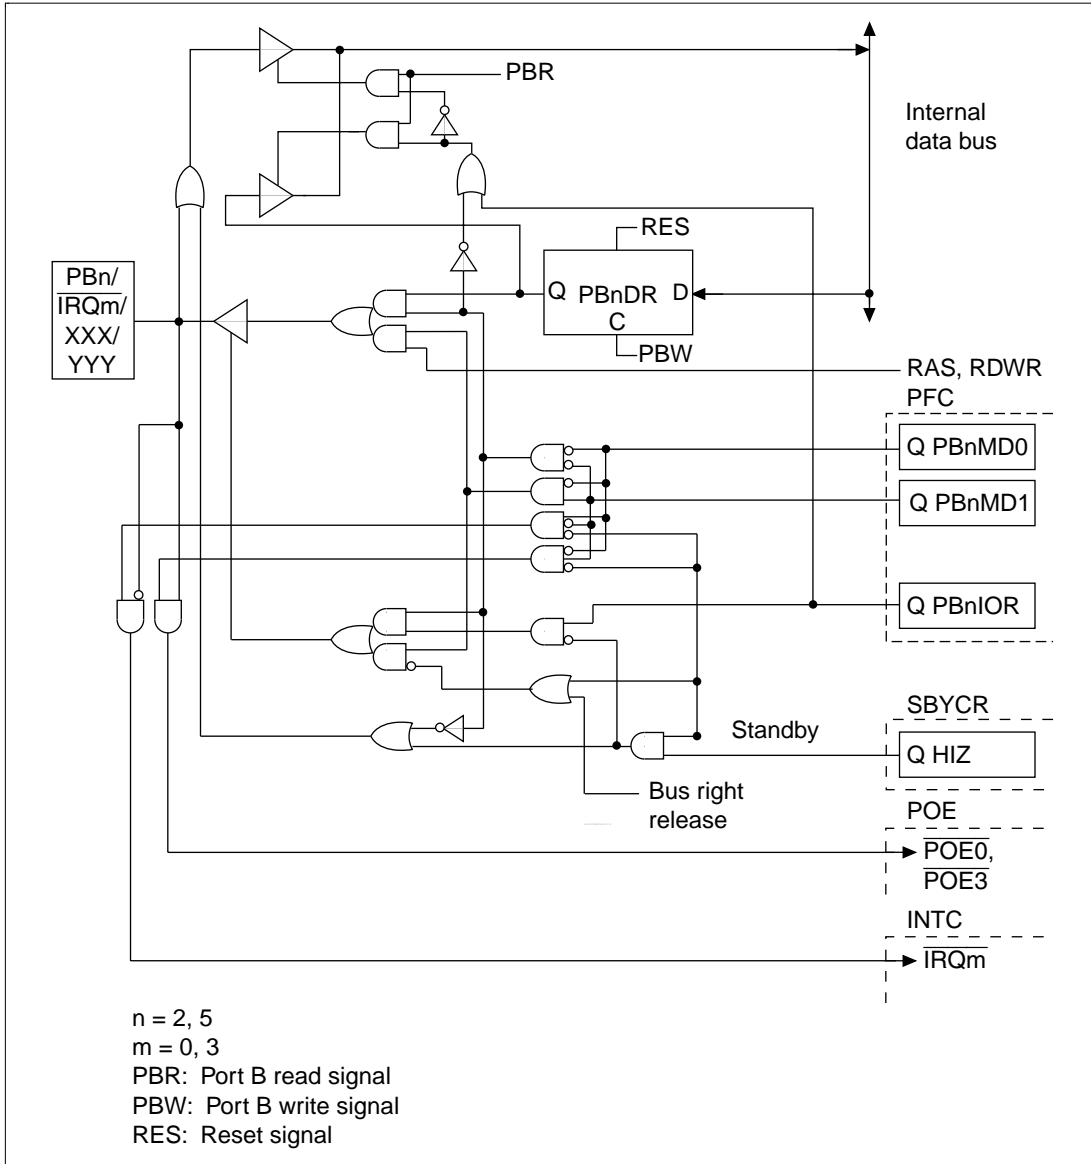 PBR
Internal
data bus
RES
PBn/
IRQm/
XXX/
YYY
Q PBnDR D
C
PBW
RAS, RDWR
PFC
Q PBnMD0
Q PBnMD1
Q PBnIOR
SBYCR
Standby
Q HIZ
Bus right
release
POE
POE0,
POE3
INTC
IRQm
n = 2, 5
m = 0, 3
PBR: Port B read signal
PBW: Port B write signal
RES: Reset signal